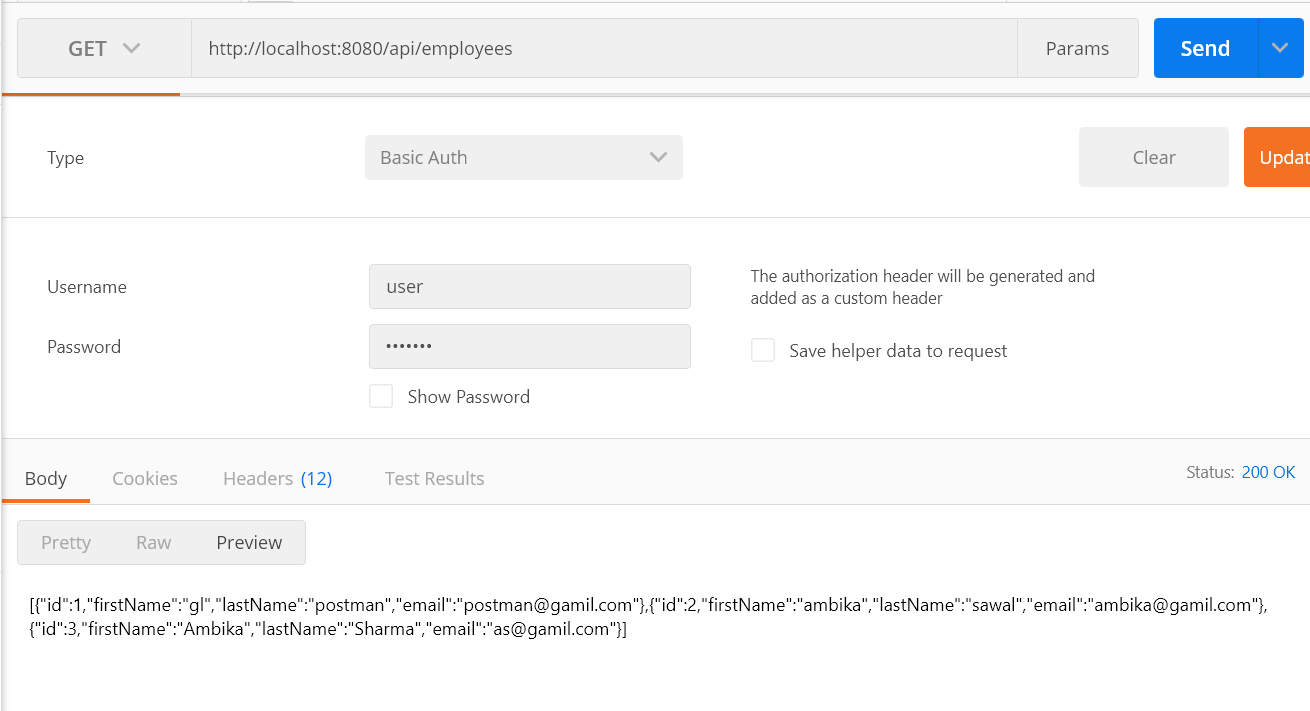 GET http://localhost:8080/api/employees Params Send
Type Basic Auth Clear Updat
Username user The authorization header will be generated and
added as a custom header
Password ••••••• Save helper data to request
Show Password
Body Cookies Headers (12) Test Results Status: 200 OK
Pretty Raw Preview
[{"id":1,"firstName":"gl","lastName":"postman","email":"postman@gamil.com"},{"id":2,"firstName":"ambika","lastName":"sawal","email":"ambika@gamil.com"},
{"id":3,"firstName":"Ambika","lastName":"Sharma","email":"as@gamil.com"}]